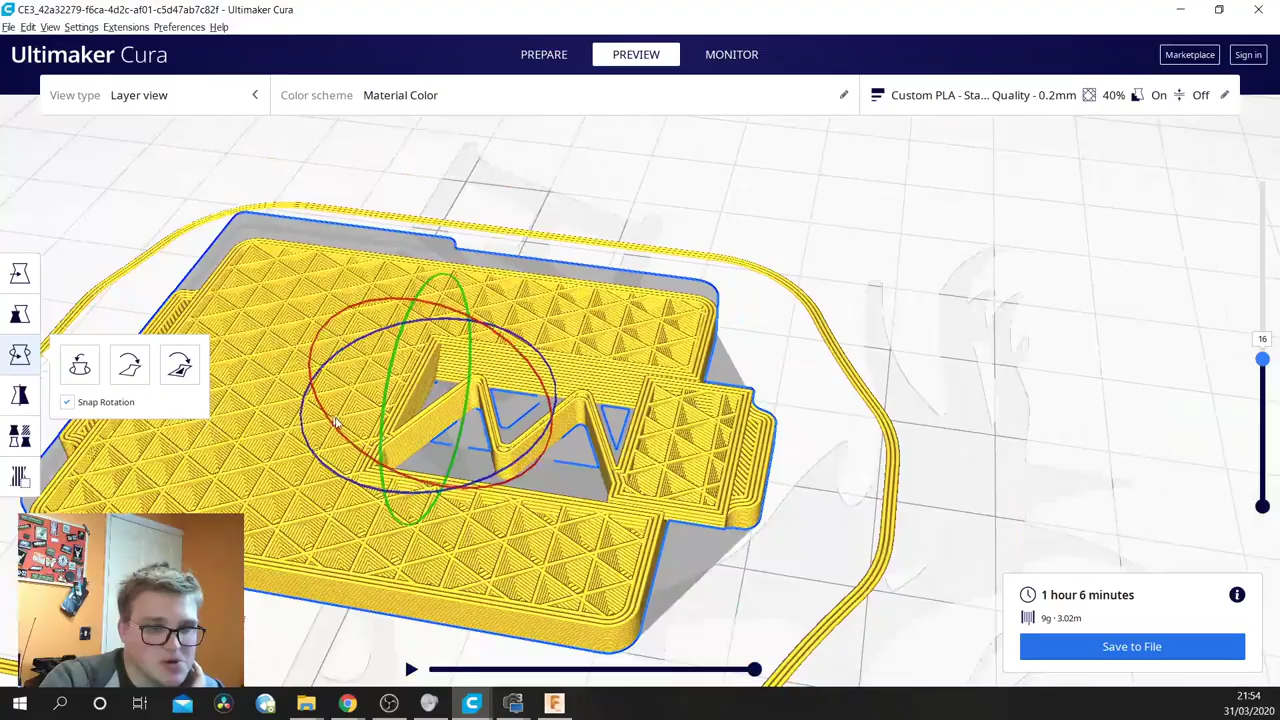 CE3_42a32279-f6ca-4d2c-af01-c5d47ab7c82f - Ultimaker Cura
File Edit View Settings Extensions Preferences Help
Ultimaker Cura
PREPARE
PREVIEW
MONITOR
Marketplace
Sign in
View type Layer view
Color scheme Material Color
Custom PLA - Sta... Quality - 0.2mm 40% On Off
16
Snap Rotation
1 hour 6 minutes
9g · 3.02m
Save to File
21:54
31/03/2020